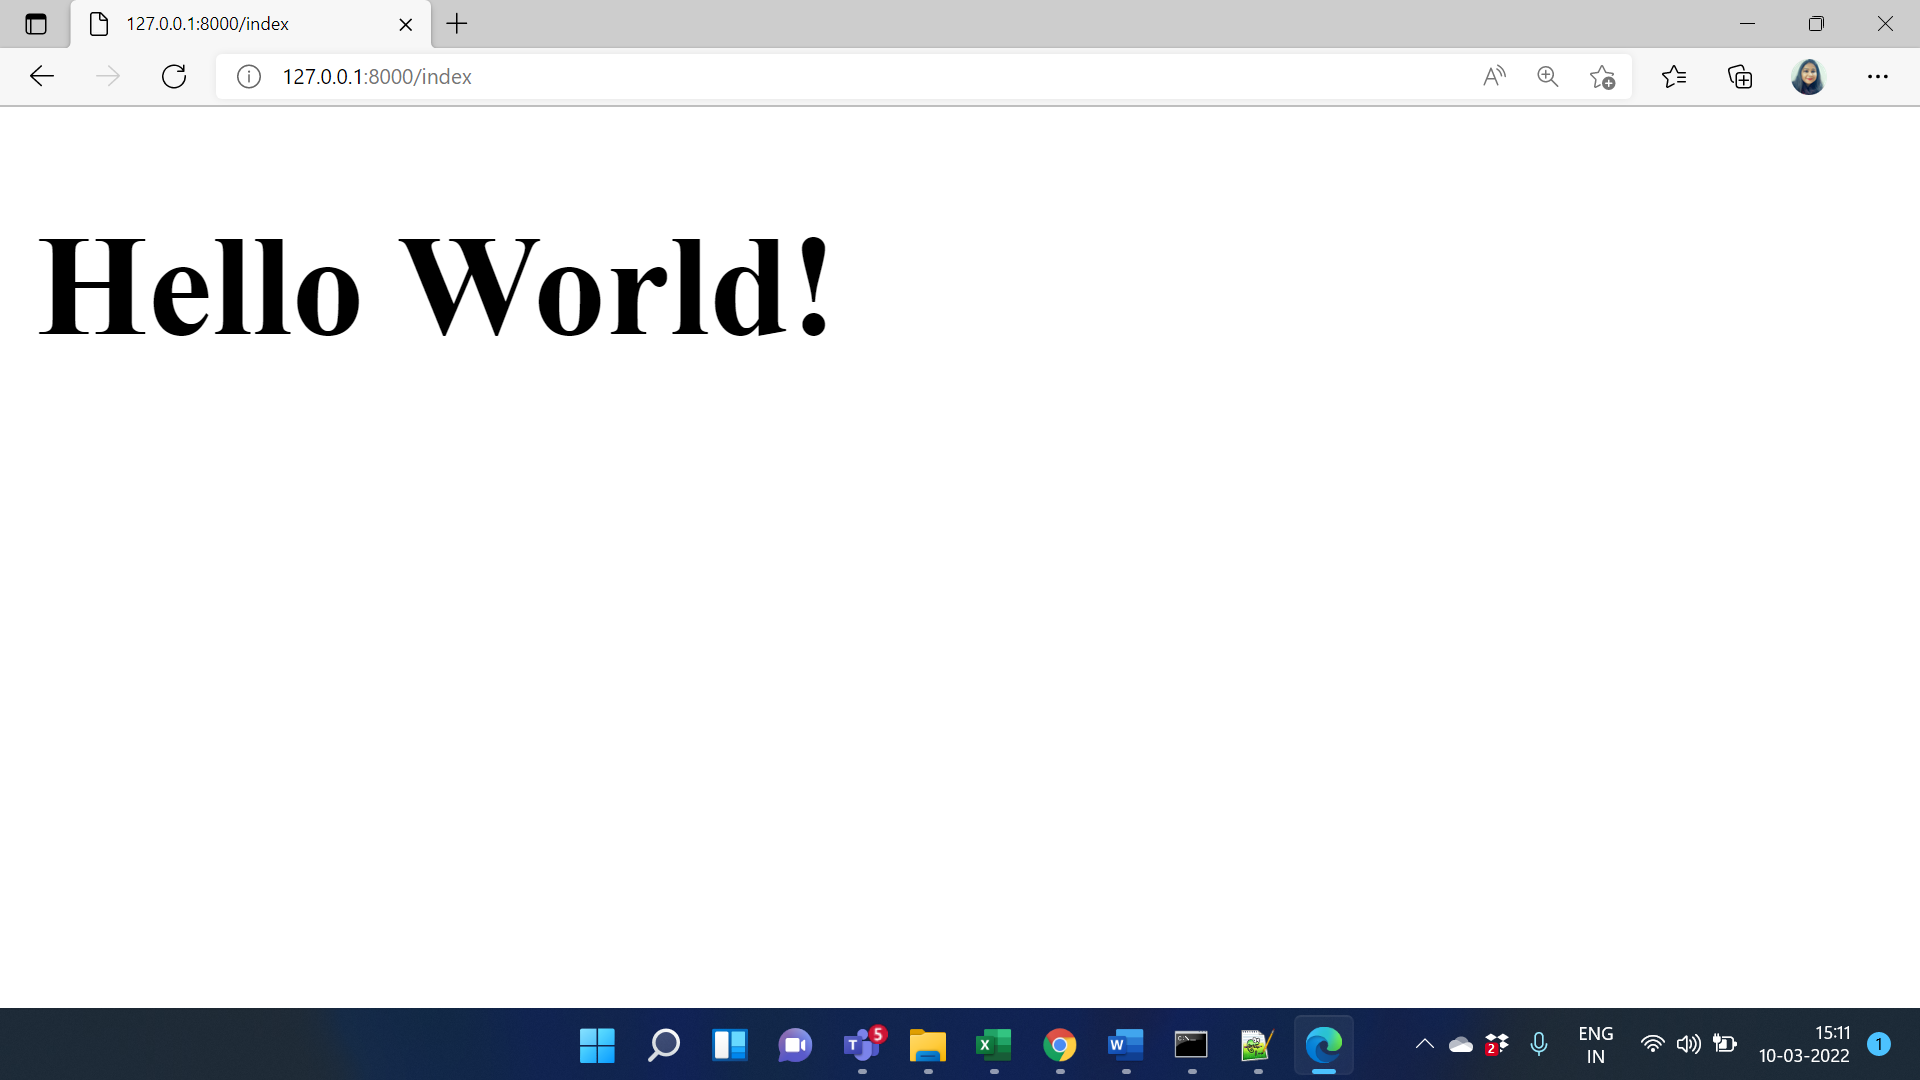 127.0.0.1:8000/index
127.0.0.1:8000/index
Hello World!
5
ENG
IN
2
15:11
10-03-2022
1